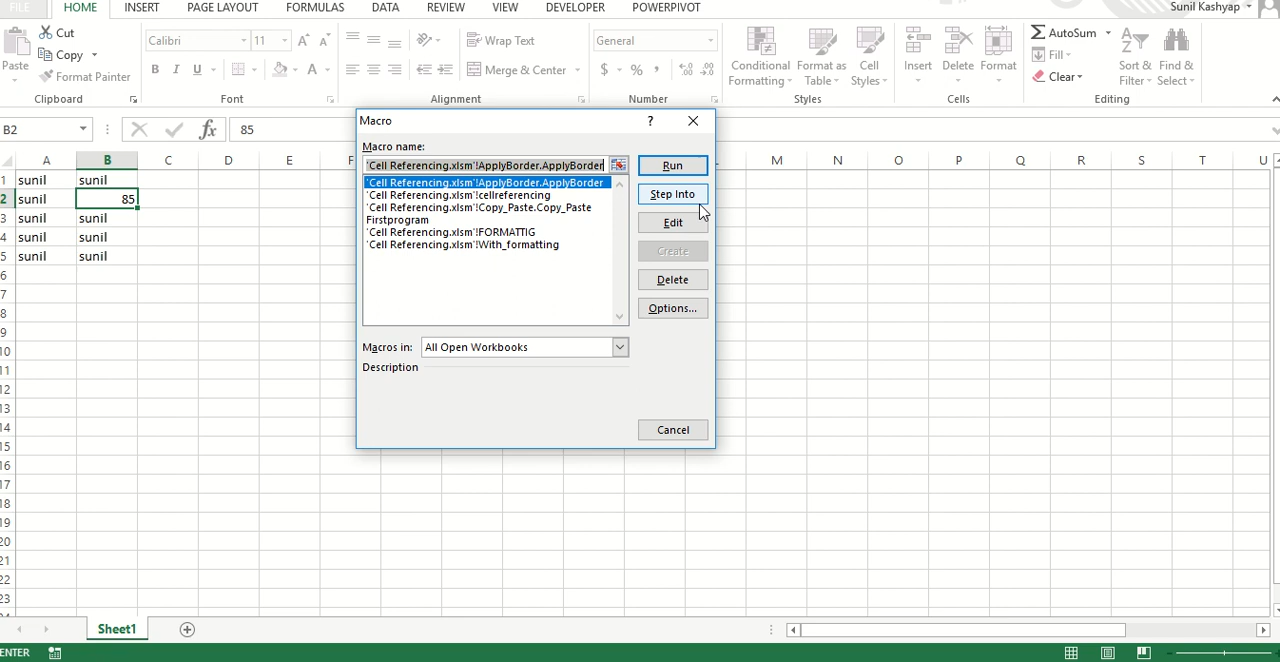 FILE HOME INSERT PAGE LAYOUT FORMULAS DATA REVIEW VIEW DEVELOPER POWERPIVOT Sunil Kashyap
Paste Cut Copy Format Painter
Clipboard
Calibri 11
B I U A
Font
Wrap Text
Merge & Center
Alignment
General
$ % ,
Number
Conditional Formatting Format as Table Cell Styles
Styles
Insert Delete Format
Cells
AutoSum
Fill
Clear
Sort & Filter Find & Select
Editing
B2 fx 85
A B C D E F M N O P Q R S T U
1 sunil sunil
2 sunil 85
3 sunil sunil
4 sunil sunil
5 sunil sunil
6
7
8
9
10
11
12
13
14
15
16
17
18
19
20
21
22
23
Macro ?
Macro name:
'Cell Referencing.xlsm'!ApplyBorder.ApplyBorder
'Cell Referencing.xlsm'!ApplyBorder.ApplyBorder
'Cell Referencing.xlsm'!cellreferencing
'Cell Referencing.xlsm'!Copy_Paste.Copy_Paste
Firstprogram
'Cell Referencing.xlsm'!FORMATTIG
'Cell Referencing.xlsm'!With_formatting
Run
Step Into
Edit
Create
Delete
Options...
Macros in: All Open Workbooks
Description
Cancel
Sheet1
ENTER